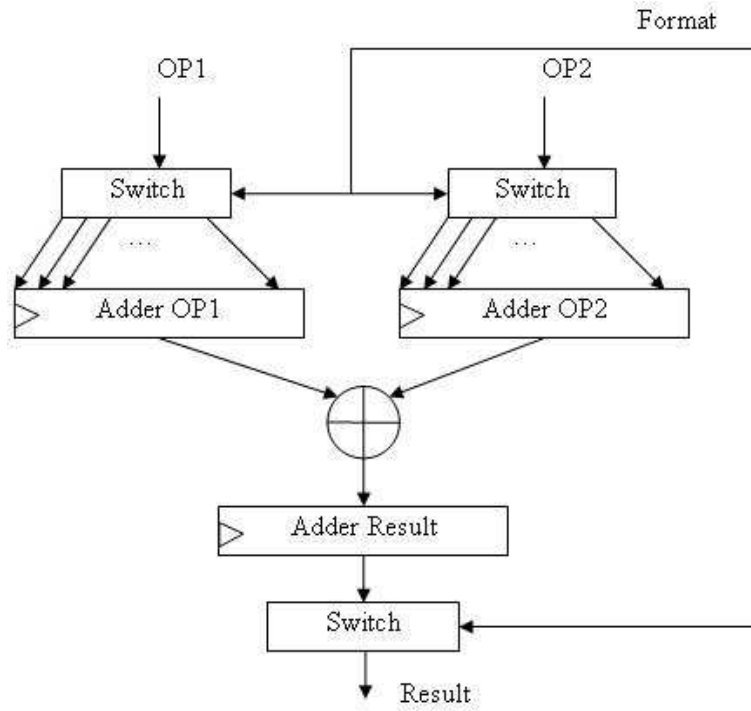 Format
OP1
OP2
Switch
Switch
...
...
Adder OP1
Adder OP2
Adder Result
Switch
Result